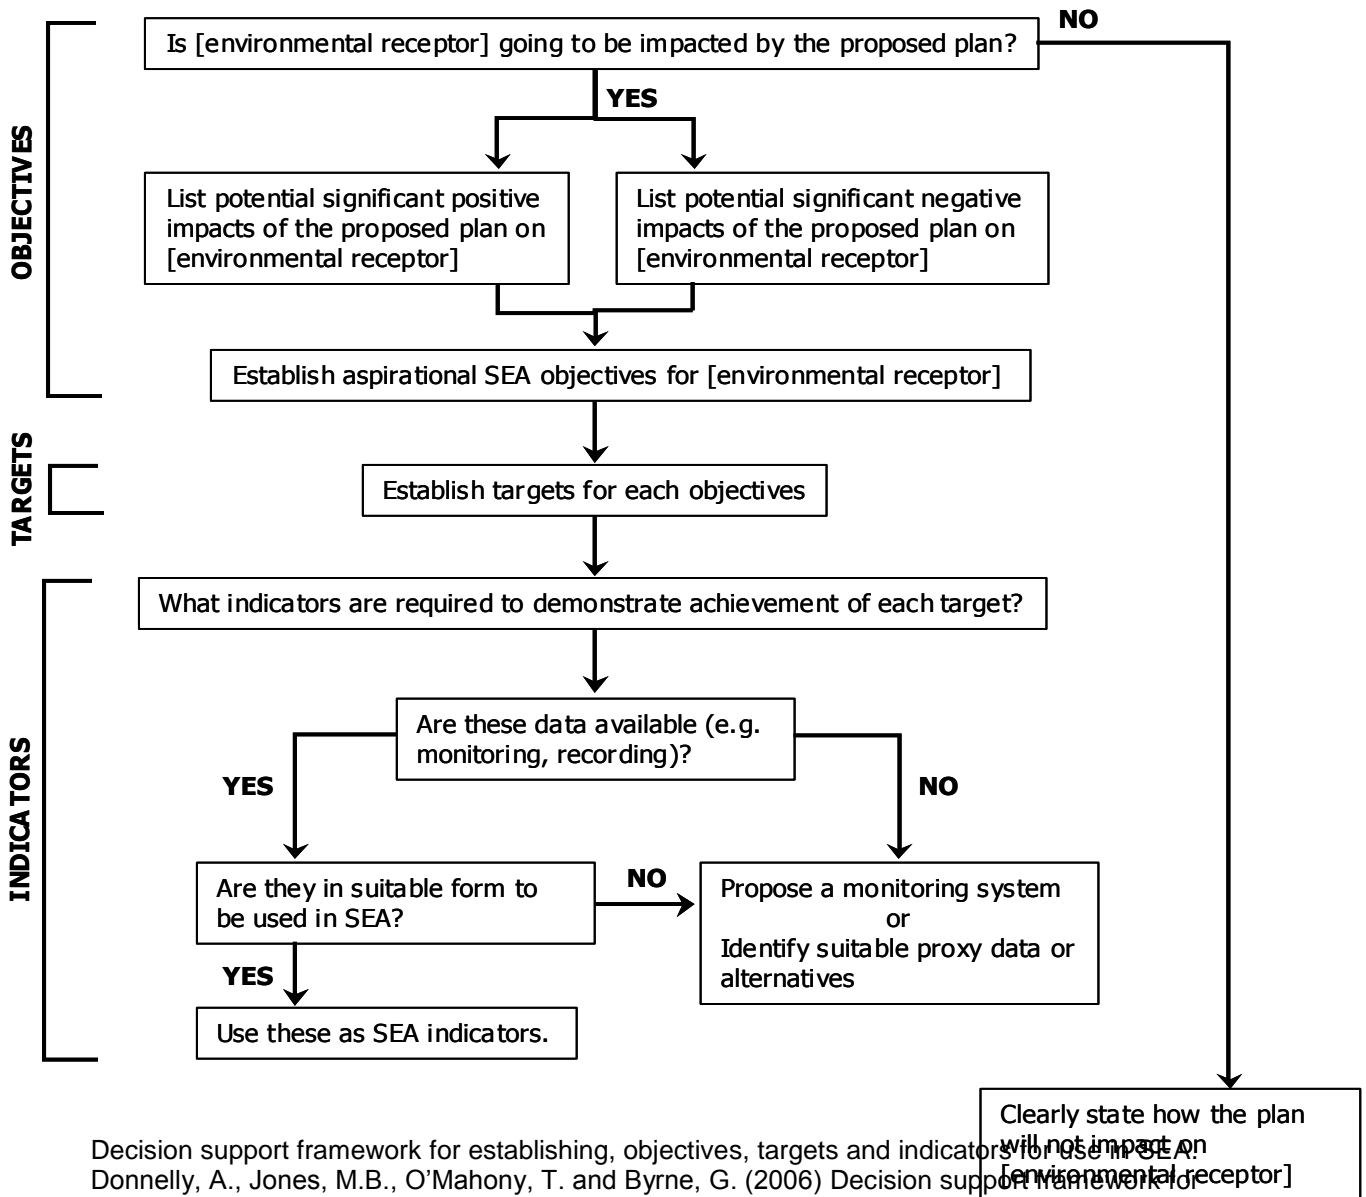 NO
Is [environmental receptor] going to be impacted by the proposed plan?
YES
OBJECTIVES
List potential significant positive
impacts of the proposed plan on
[environmental receptor]
List potential significant negative
impacts of the proposed plan on
[environmental receptor]
Establish aspirational SEA objectives for [environmental receptor]
TARGETS
Establish targets for each objectives
INDICATORS
What indicators are required to demonstrate achievement of each target?
Are these data available (e.g.
monitoring, recording)?
YES
NO
Are they in suitable form to
be used in SEA?
NO
Propose a monitoring system
or
Identify suitable proxy data or
alternatives
YES
Use these as SEA indicators.
Clearly state how the plan
will not impact on
[environmental receptor]
Decision support framework for establishing, objectives, targets and indicators for use in SEA.
Donnelly, A., Jones, M.B., O’Mahony, T. and Byrne, G. (2006) Decision support framework for